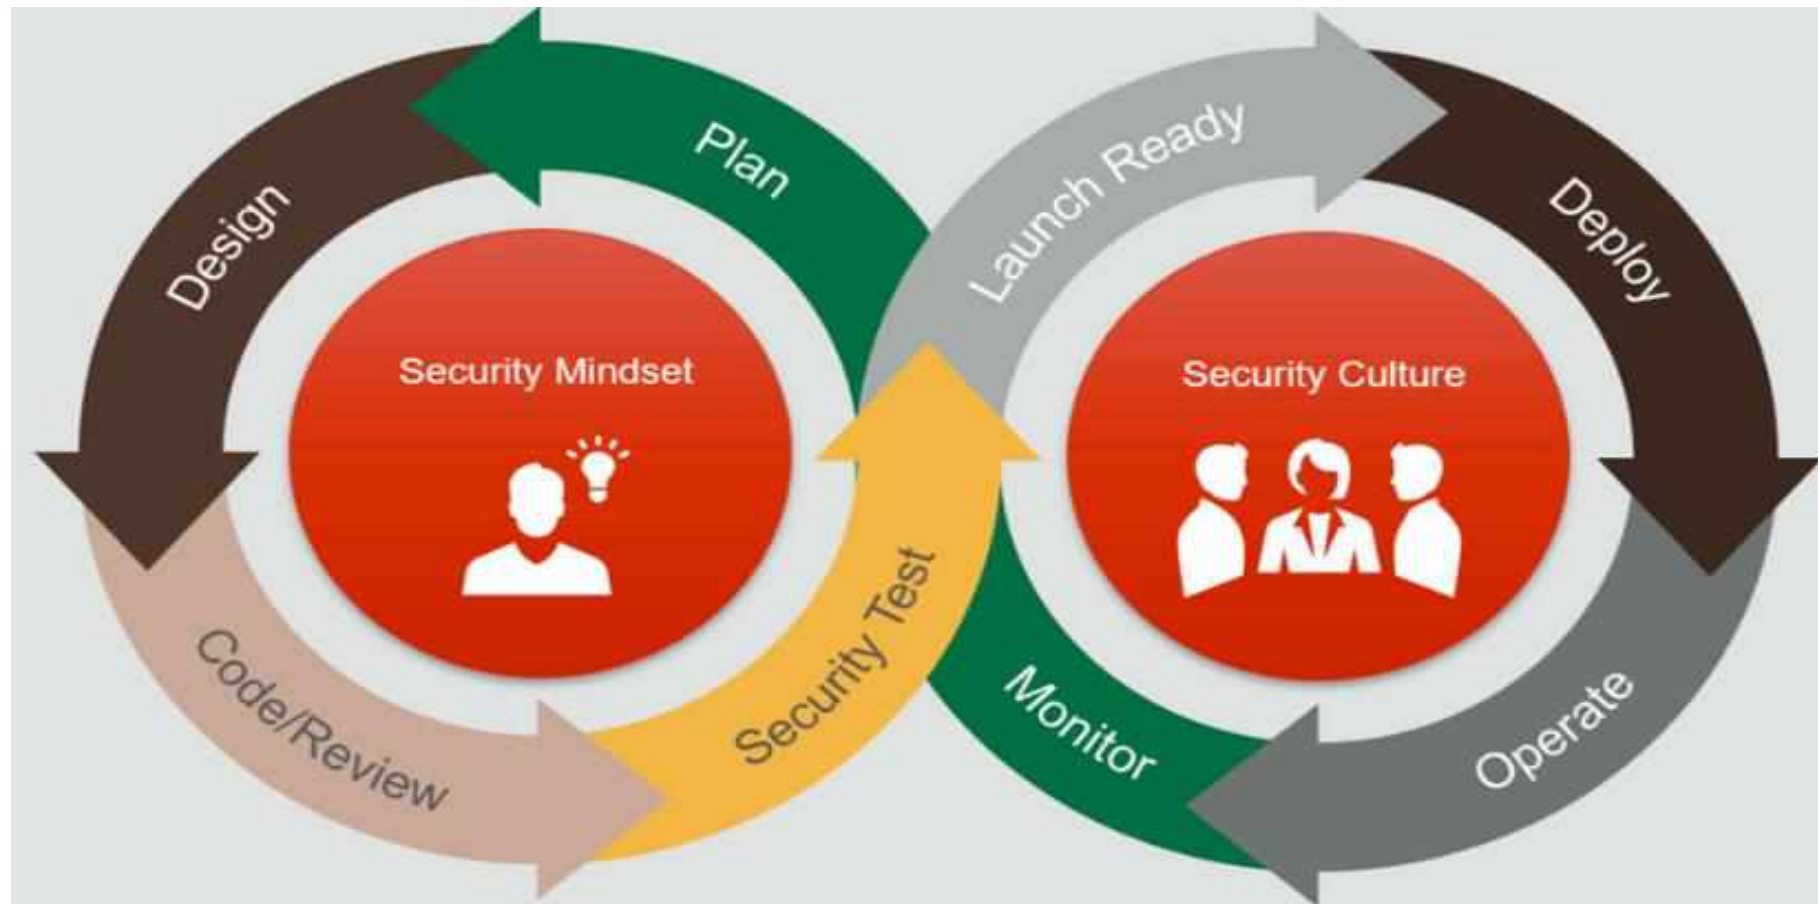 Plan
Design
Code/Review
Security Test
Launch Ready
Deploy
Operate
Monitor
Security Mindset
Security Culture